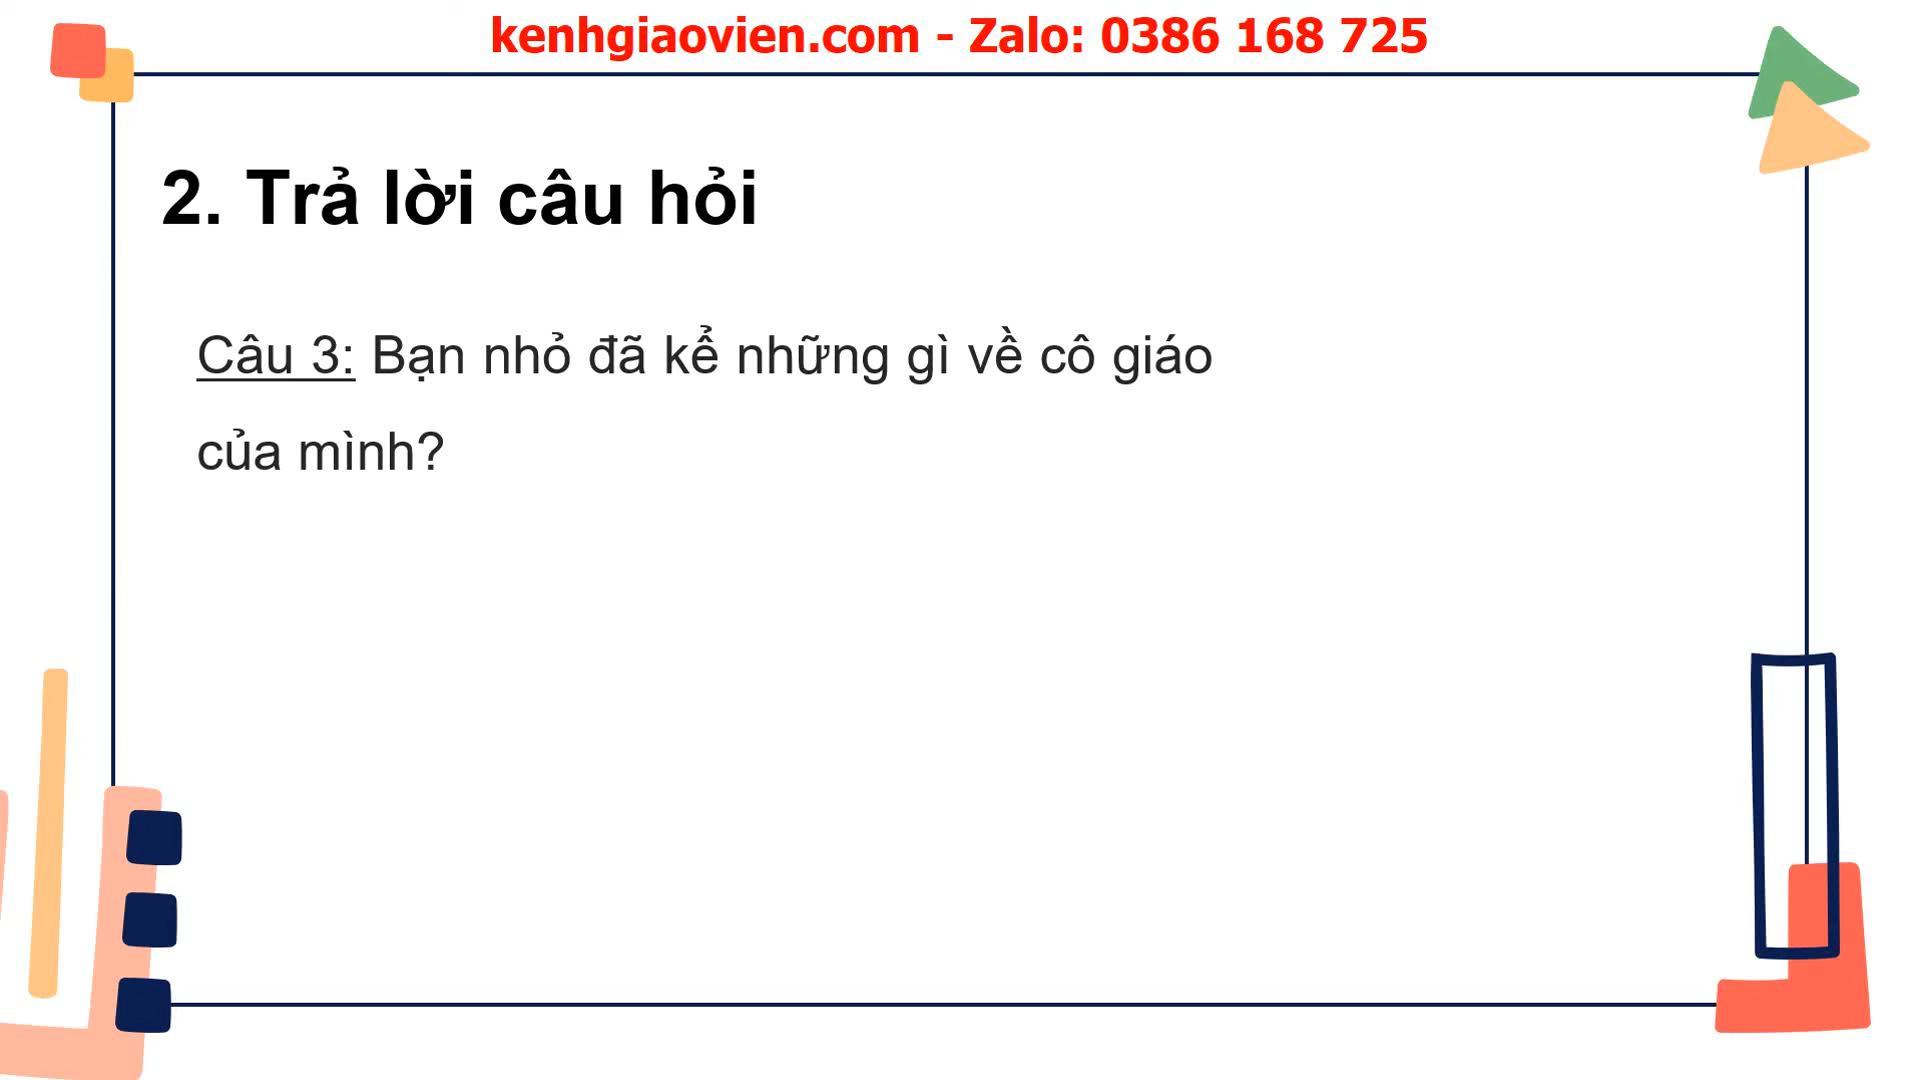 kenhgiaovien.com - Zalo: 0386 168 725
2. Trả lời câu hỏi
Câu 3: Bạn nhỏ đã kể những gì về cô giáo
của mình?